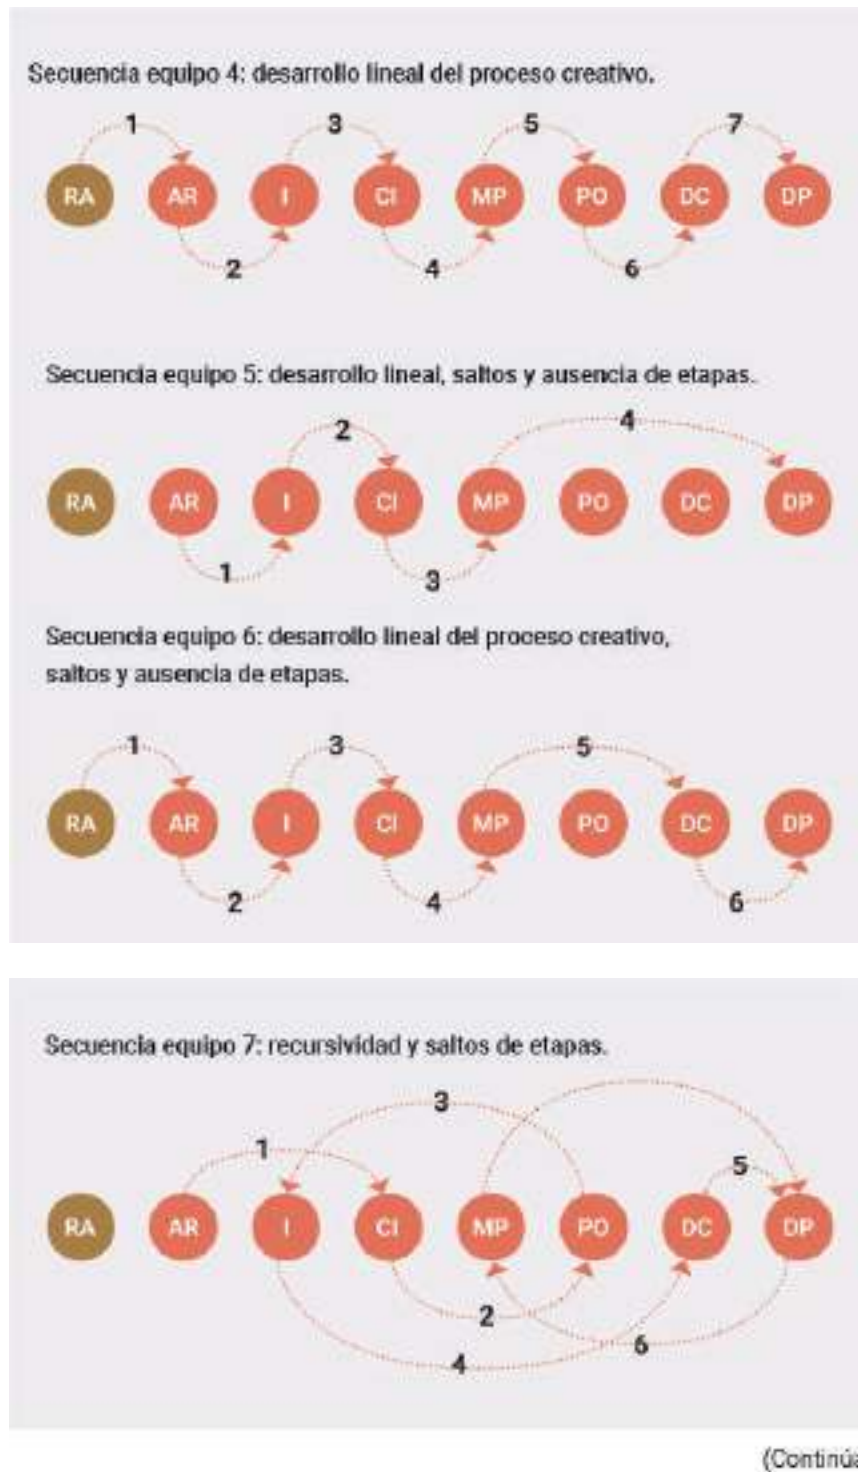 Secuencia equipo 4: desarrollo lineal del proceso creativo.
1 3 5 7
RA AR I CI MP PO DC DP
2 4 6
Secuencia equipo 5: desarrollo lineal, saltos y ausencia de etapas.
2 4
RA AR I CI MP PO DC DP
1 3
Secuencia equipo 6: desarrollo lineal del proceso creativo,
saltos y ausencia de etapas.
1 3 5
RA AR I CI MP PO DC DP
2 4 6
Secuencia equipo 7: recursividad y saltos de etapas.
3
1 5
RA AR I CI MP PO DC DP
2
4 6
(Continúa